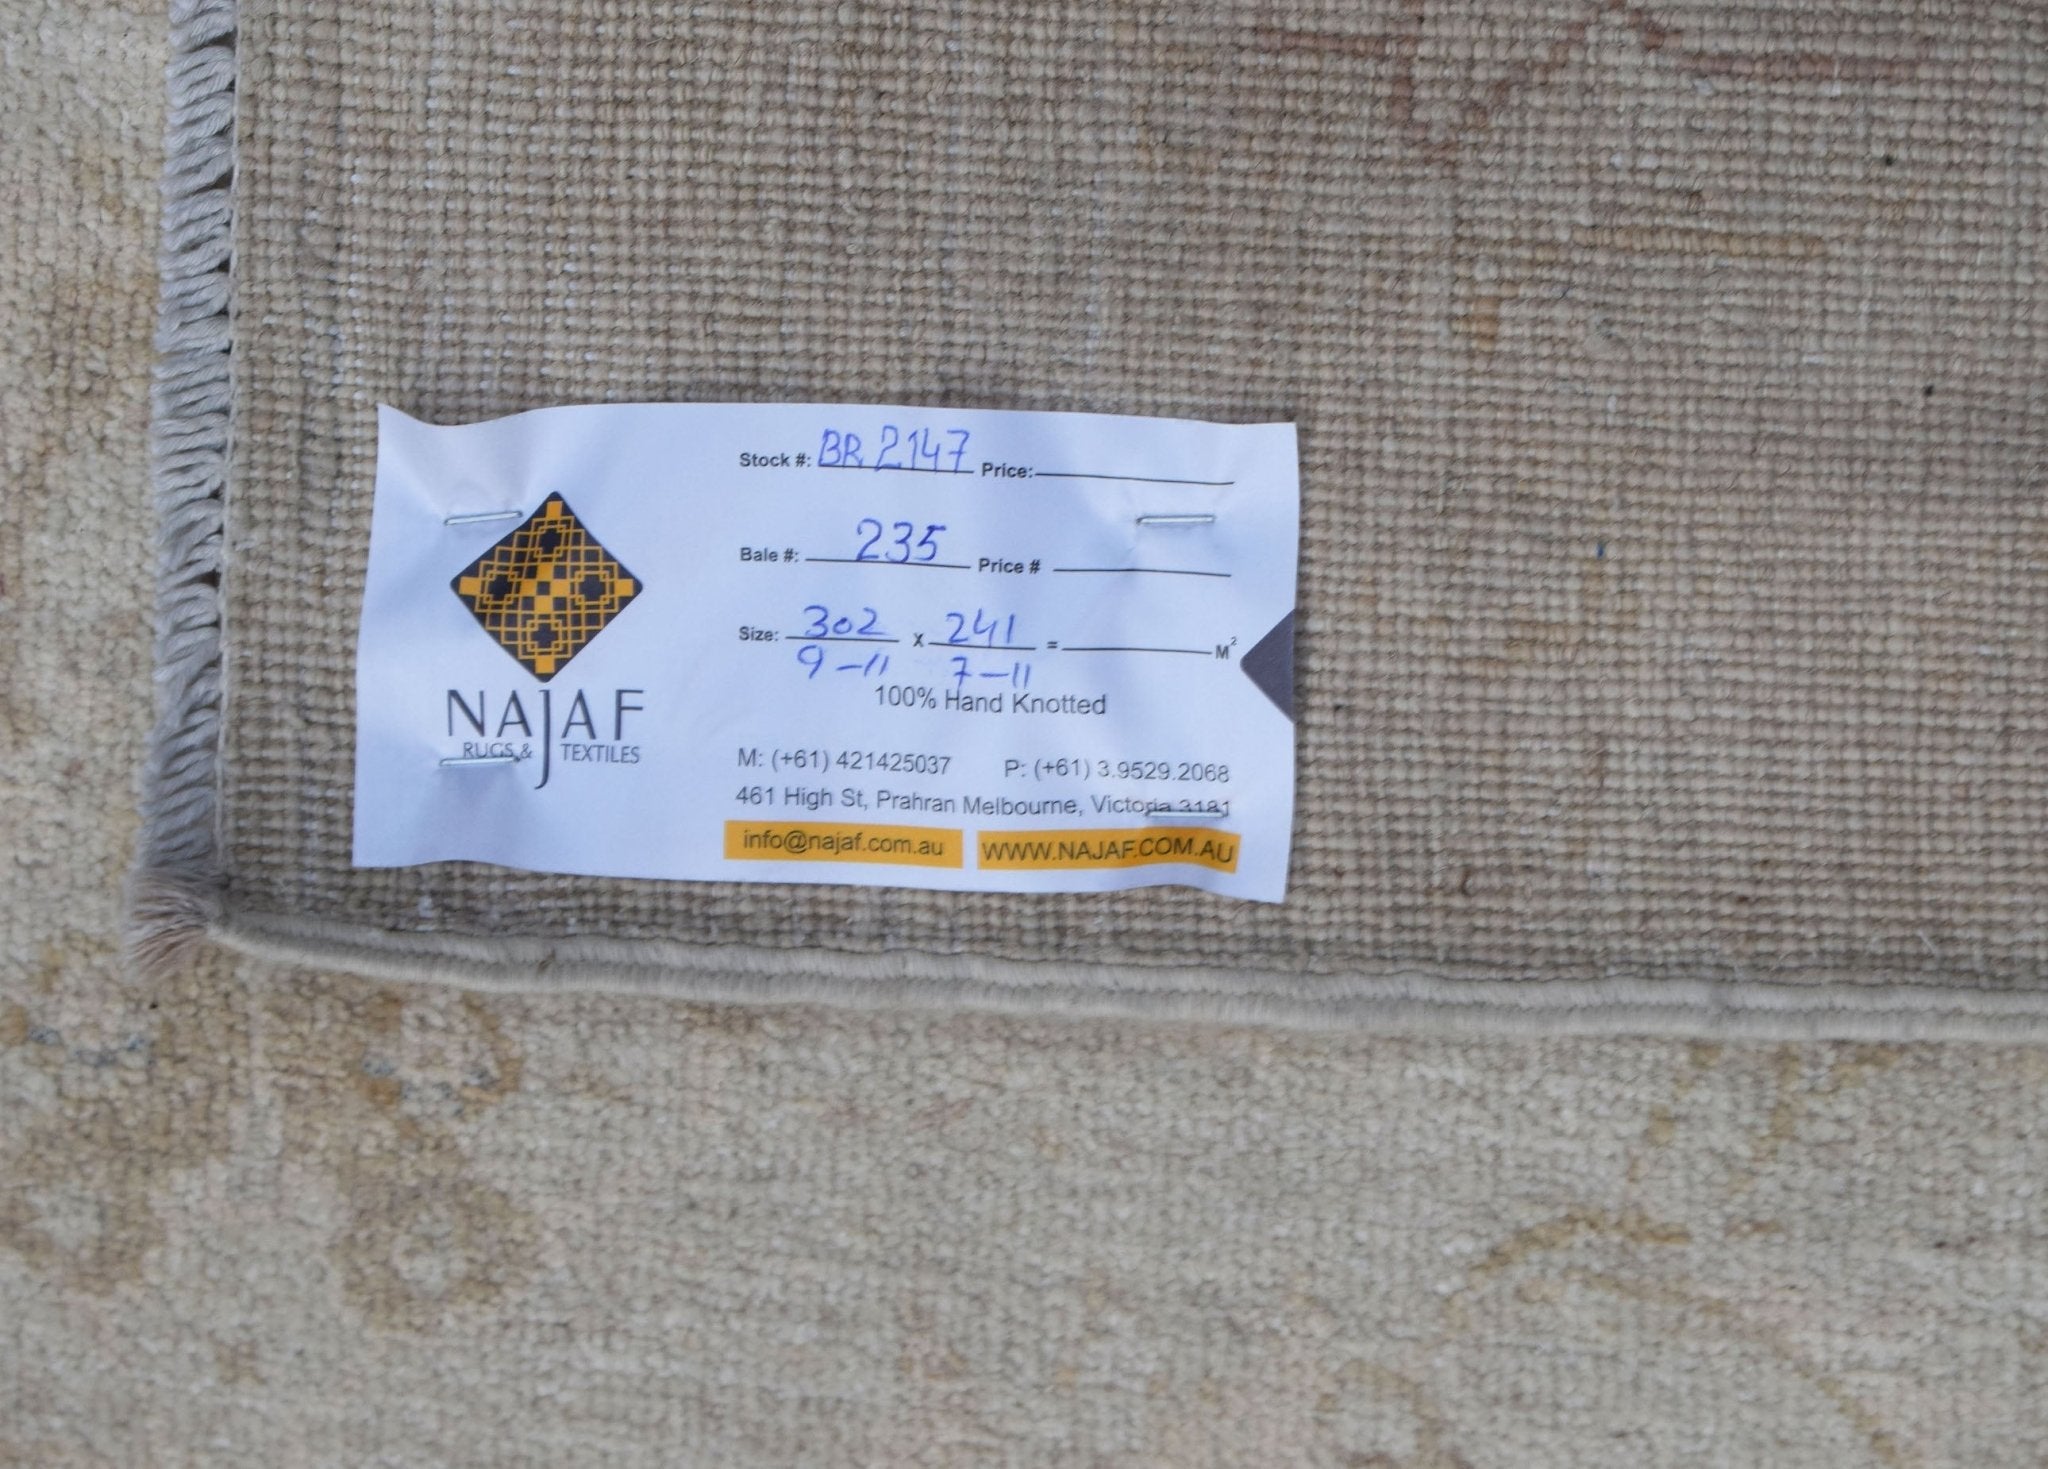 Stock #: BR 2147 Price:
Bale #: 235 Price #
Size: 302 x 241 = M²
9-11 7-11
100% Hand Knotted
NAJAF
RUGS & TEXTILES
M: (+61) 421425037 P: (+61) 3.9529.2068
461 High St, Prahran Melbourne, Victoria 3181
info@najaf.com.au WWW.NAJAF.COM.AU